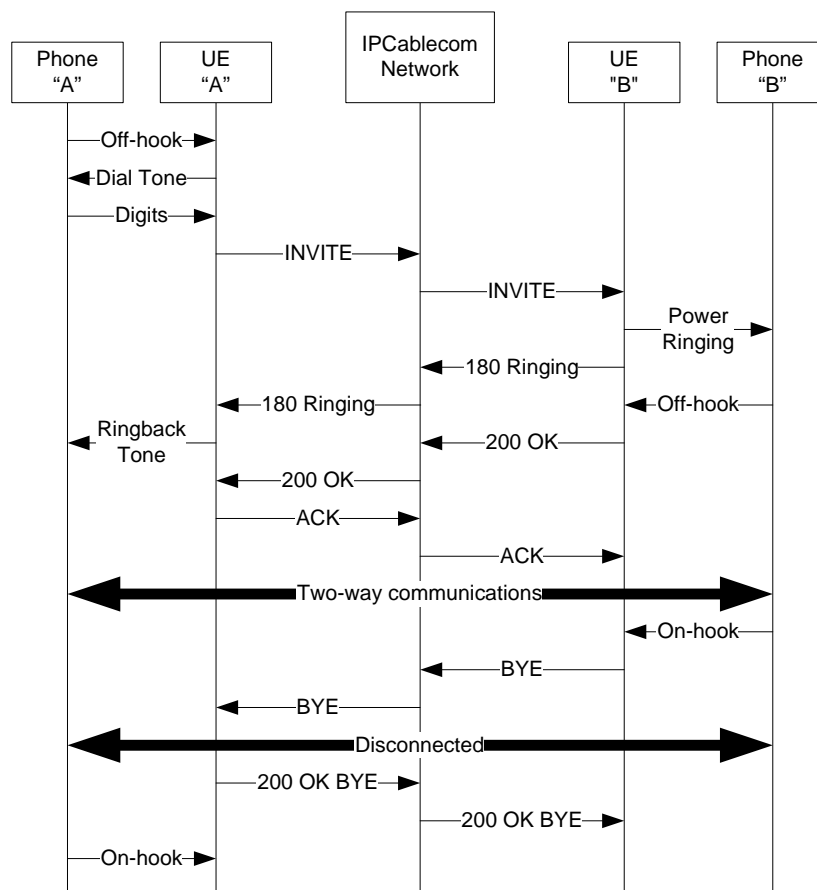 Phone
“A”
UE
“A”
IPCablecom
Network
UE
"B"
Phone
“B”
Off-hook
Dial Tone
Digits
INVITE
INVITE
Power
Ringing
180 Ringing
180 Ringing
Off-hook
Ringback
Tone
200 OK
200 OK
ACK
ACK
Two-way communications
On-hook
BYE
BYE
Disconnected
200 OK BYE
200 OK BYE
On-hook